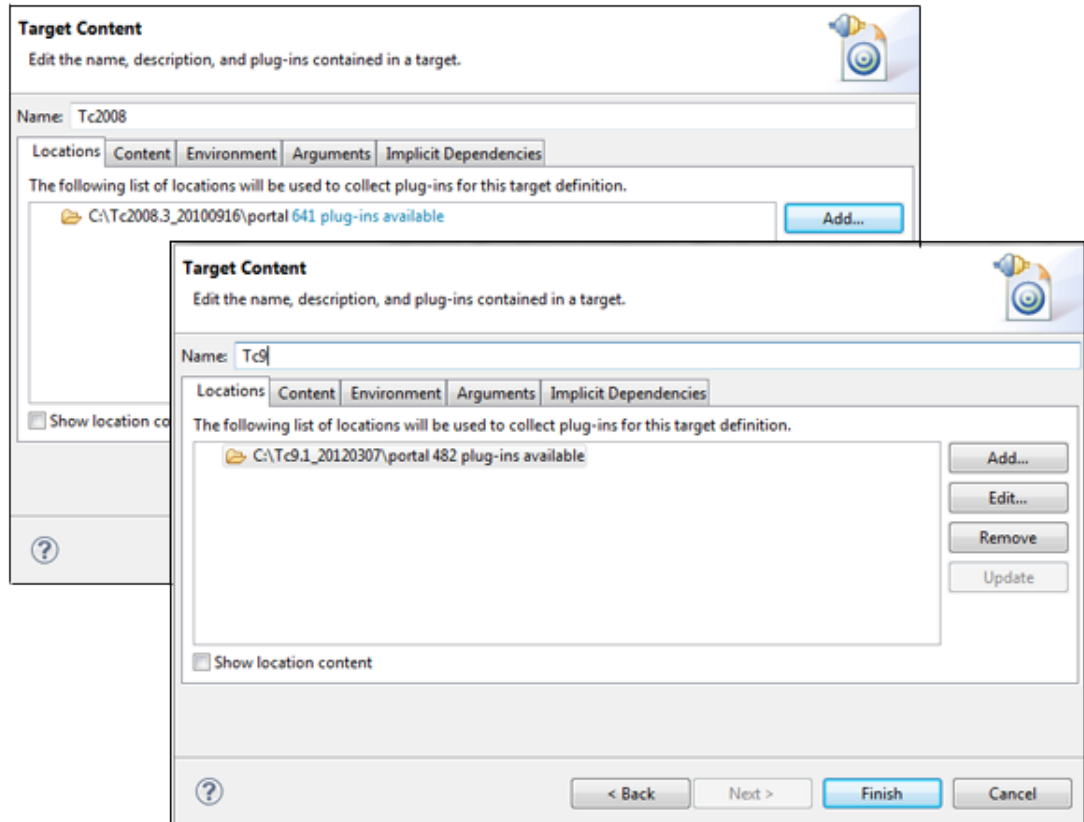 Target Content
Edit the name, description, and plug-ins contained in a target.
Name: Tc2008
Locations Content Environment Arguments Implicit Dependencies
The following list of locations will be used to collect plug-ins for this target definition.
C:\Tc2008.3_20100916\portal 641 plug-ins available
Add...
Show location co
?
Target Content
Edit the name, description, and plug-ins contained in a target.
Name: Tc9
Locations Content Environment Arguments Implicit Dependencies
The following list of locations will be used to collect plug-ins for this target definition.
C:\Tc9.1_20120307\portal 482 plug-ins available
Add...
Edit...
Remove
Update
Show location content
?
< Back Next > Finish Cancel